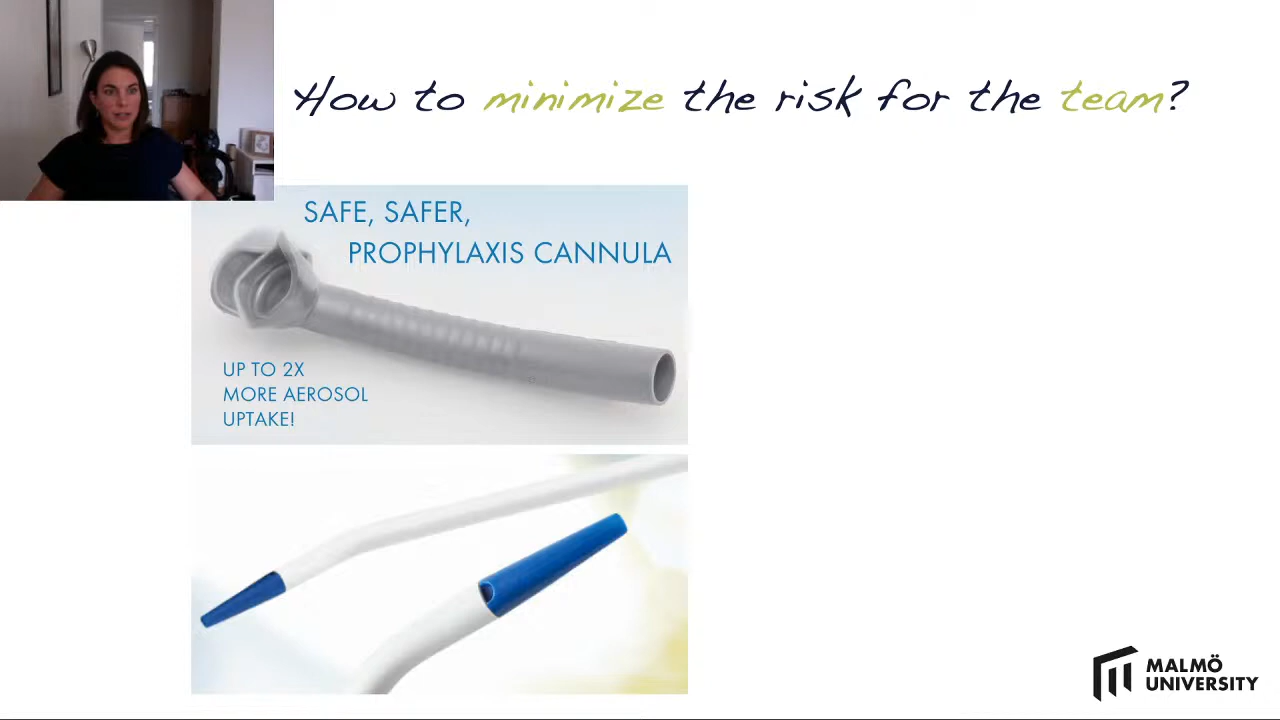 How to minimize the risk for the team?
SAFE, SAFER,
PROPHYLAXIS CANNULA
UP TO 2X
MORE AEROSOL
UPTAKE!
MALMÖ
UNIVERSITY